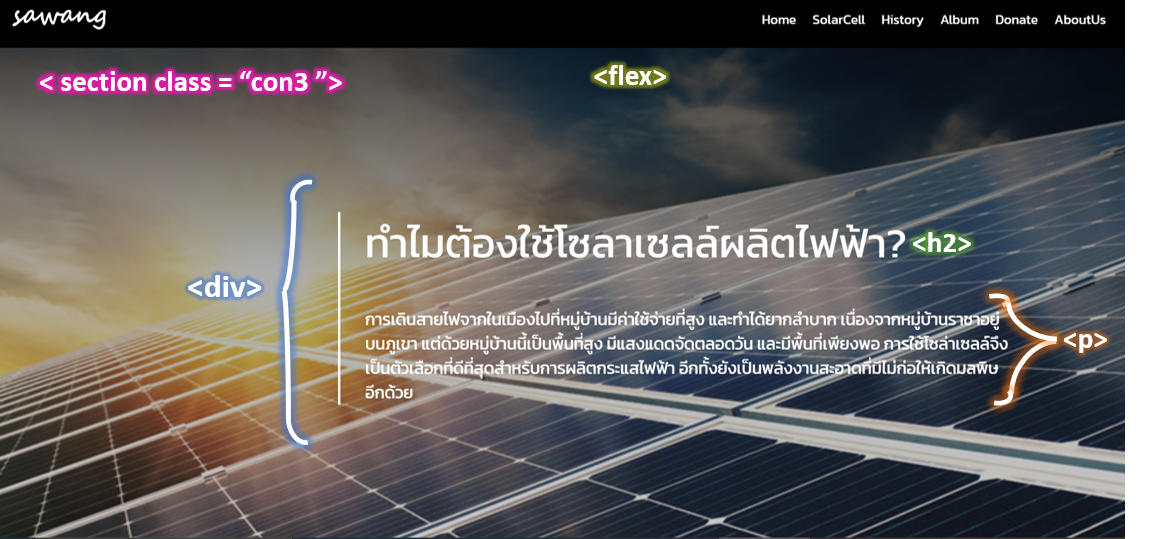 sawang
Home SolarCell History Album Donate AboutUs
< section class = “con3 ”>
<flex>
ทำไมต้องใช้โซลาเซลล์ผลิตไฟฟ้า? <h2>
<div>
การเดินสายไฟจากในเมืองไปที่หมู่บ้านมีค่าใช้จ่ายที่สูง และทำได้ยากลำบาก เนื่องจากหมู่บ้านราชาอยู่
บนภูเขา แต่ด้วยหมู่บ้านนี้เป็นพื้นที่สูง มีแสงแดดจัดตลอดวัน และมีพื้นที่เพียงพอ การใช้โซล่าเซลล์จึง
<p>
เป็นตัวเลือกที่ดีที่สุดสำหรับการผลิตกระแสไฟฟ้า อีกทั้งยังเป็นพลังงานสะอาดที่มีไม่ก่อให้เกิดมลพิษ
อีกด้วย